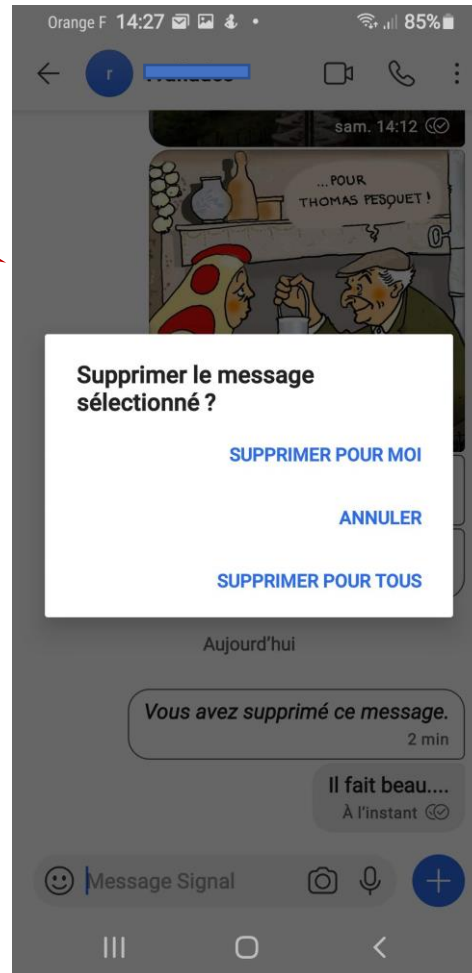 Orange F 14:27 85%
r
sam. 14:12
...POUR
THOMAS PESQUET !
Supprimer le message
sélectionné ?
SUPPRIMER POUR MOI
ANNULER
SUPPRIMER POUR TOUS
Aujourd'hui
Vous avez supprimé ce message.
2 min
Il fait beau....
À l'instant
Message Signal